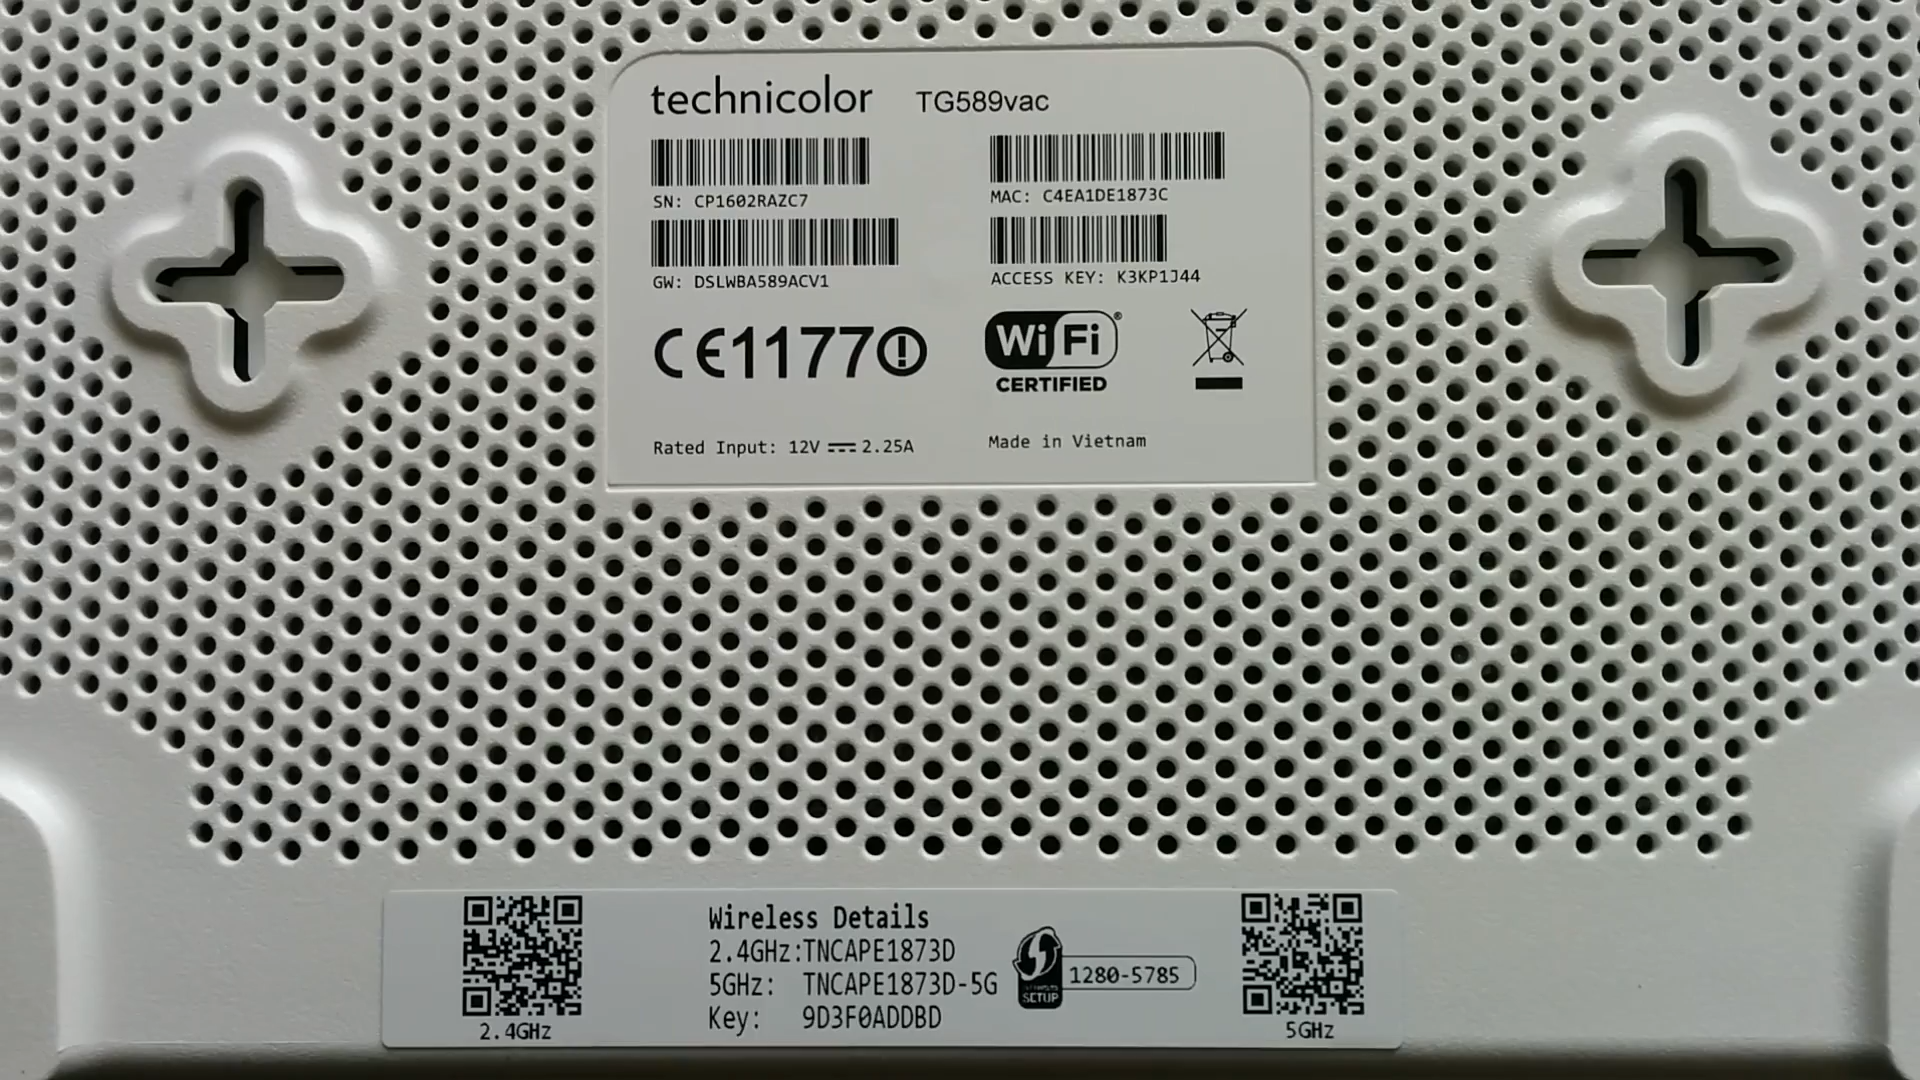 technicolor TG589vac
SN: CP1602RAZC7
MAC: C4EA1DE1873C
GW: DSLWBA589ACV1
ACCESS KEY: K3KP1J44
CE1177
WiFi®
CERTIFIED
Rated Input: 12V 2.25A
Made in Vietnam
Wireless Details
2.4GHz:TNCAPE1873D
5GHz: TNCAPE1873D-5G
Key: 9D3F0ADDBD
SETUP
1280-5785
2.4GHz
5GHz